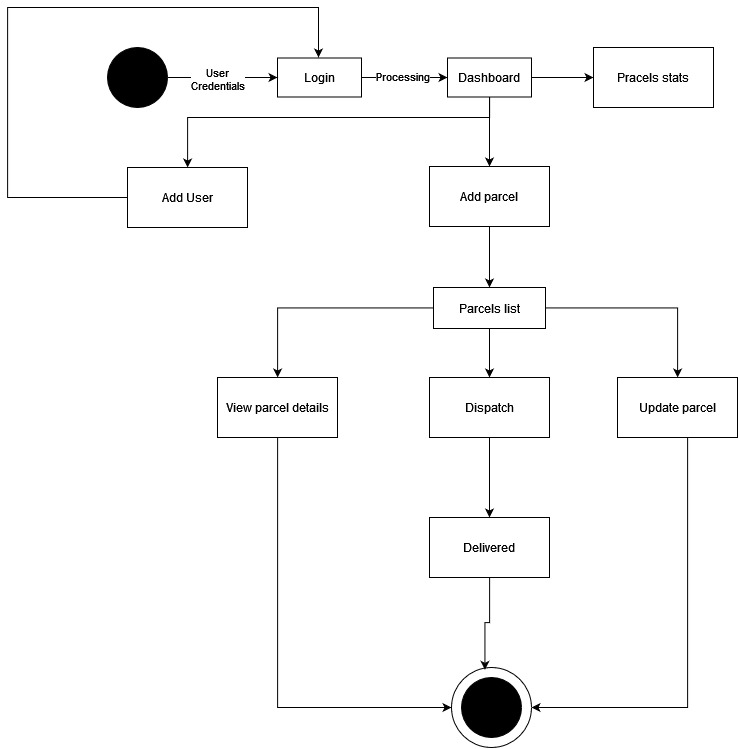 User
Credentials
Login
Processing
Dashboard
Pracels stats
Add User
Add parcel
Parcels list
View parcel details
Dispatch
Update parcel
Delivered